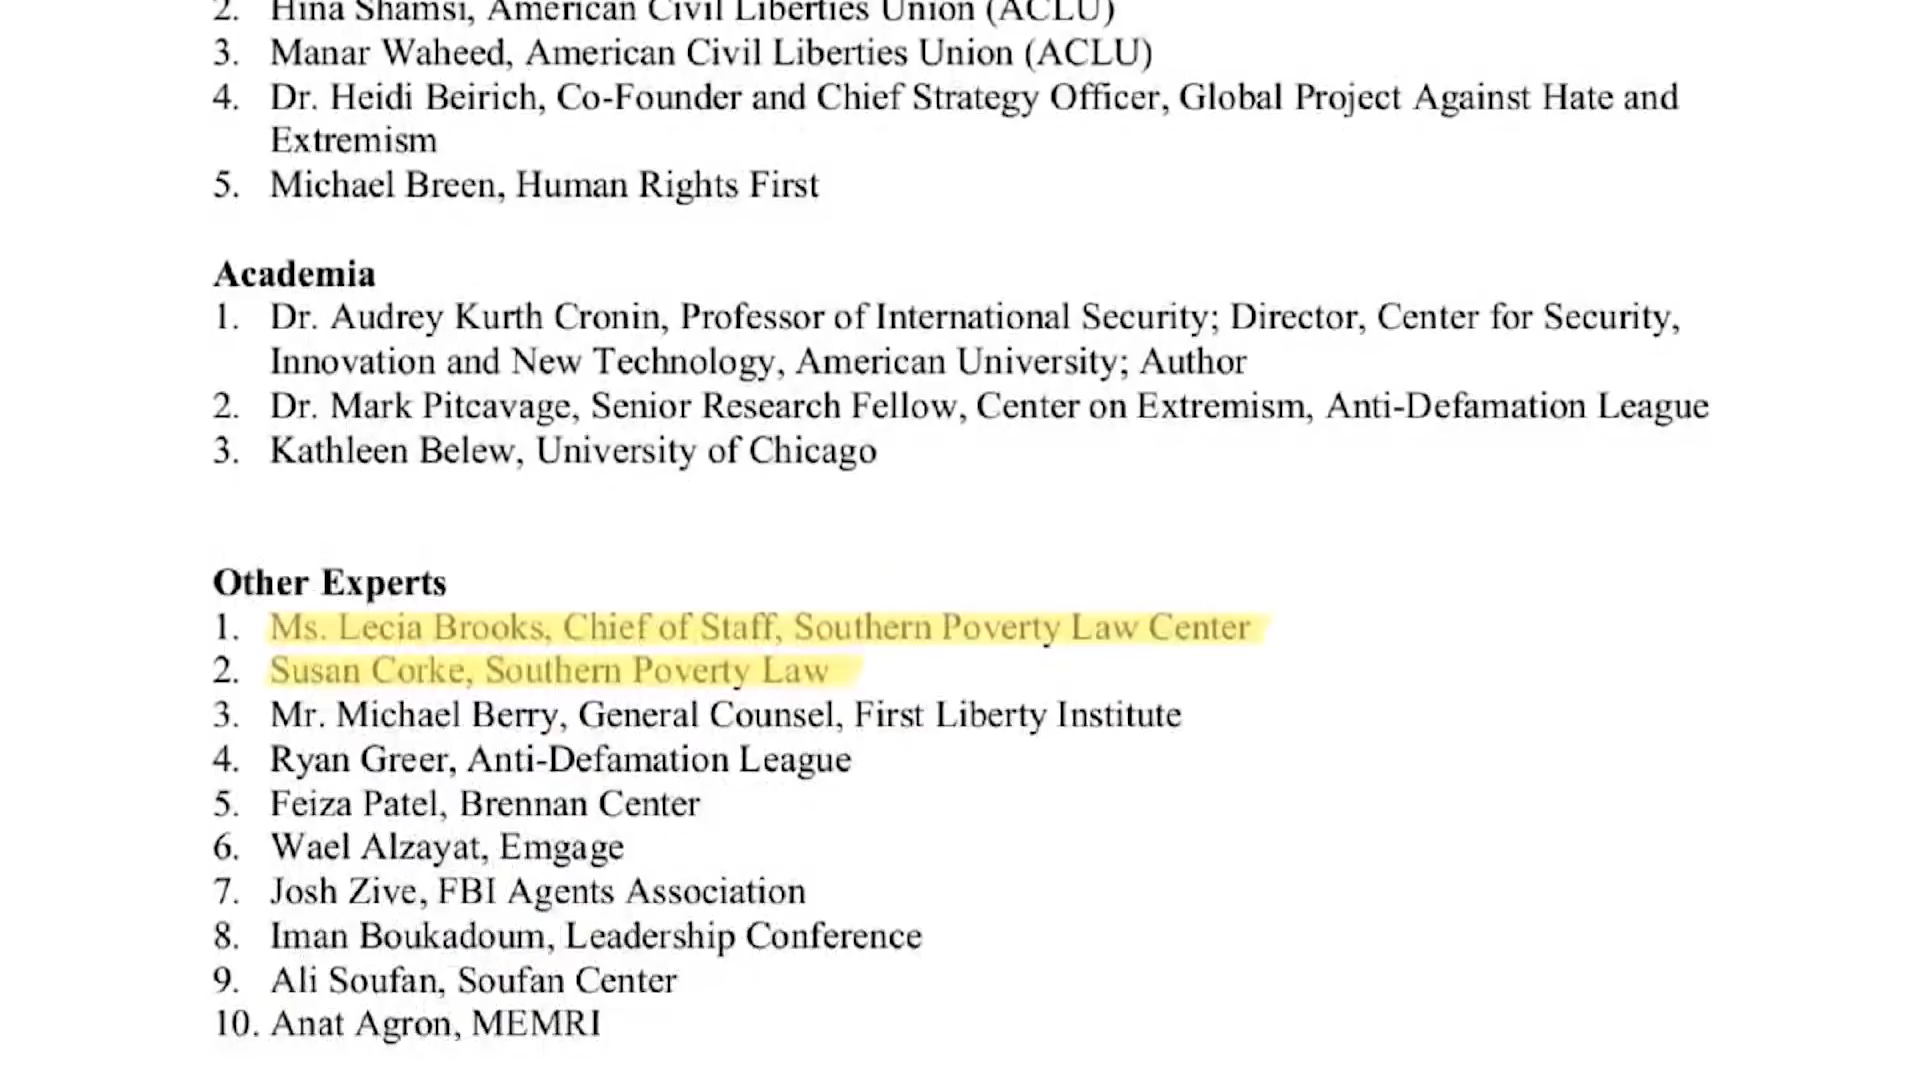 2. Hina Shamsi, American Civil Liberties Union (ACLU)
3. Manar Waheed, American Civil Liberties Union (ACLU)
4. Dr. Heidi Beirich, Co-Founder and Chief Strategy Officer, Global Project Against Hate and
Extremism
5. Michael Breen, Human Rights First
Academia
1. Dr. Audrey Kurth Cronin, Professor of International Security; Director, Center for Security,
Innovation and New Technology, American University; Author
2. Dr. Mark Pitcavage, Senior Research Fellow, Center on Extremism, Anti-Defamation League
3. Kathleen Belew, University of Chicago
Other Experts
1. Ms. Lecia Brooks, Chief of Staff, Southern Poverty Law Center
2. Susan Corke, Southern Poverty Law
3. Mr. Michael Berry, General Counsel, First Liberty Institute
4. Ryan Greer, Anti-Defamation League
5. Feiza Patel, Brennan Center
6. Wael Alzayat, Emgage
7. Josh Zive, FBI Agents Association
8. Iman Boukadoum, Leadership Conference
9. Ali Soufan, Soufan Center
10. Anat Agron, MEMRI